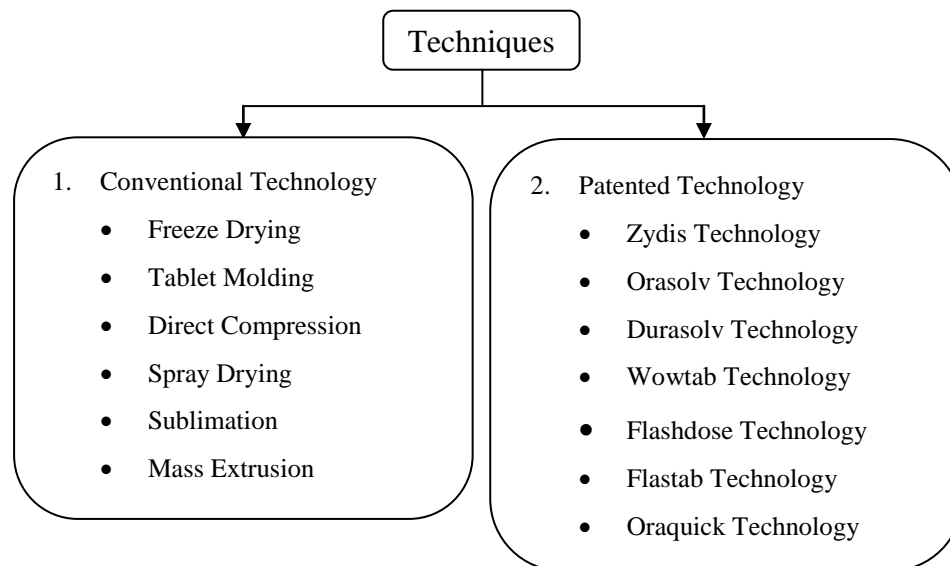 Techniques
1. Conventional Technology
• Freeze Drying
• Tablet Molding
• Direct Compression
• Spray Drying
• Sublimation
• Mass Extrusion
2. Patented Technology
• Zydis Technology
• Orasolv Technology
• Durasolv Technology
• Wowtab Technology
• Flashdose Technology
• Flastab Technology
• Oraquick Technology